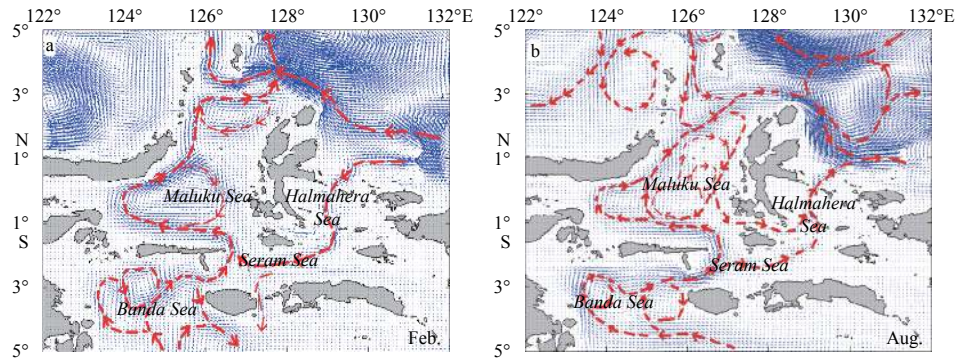 122° 124° 126° 128° 130° 132°E
5°
a
3°
N
1°
Maluku Sea
Halmahera
Sea
1°
S
Seram Sea
3°
Banda Sea
5°
Feb.
122° 124° 126° 128° 130° 132°E
5°
b
3°
N
1°
Maluku Sea
Halmahera
Sea
1°
S
Seram Sea
3°
Banda Sea
5°
Aug.